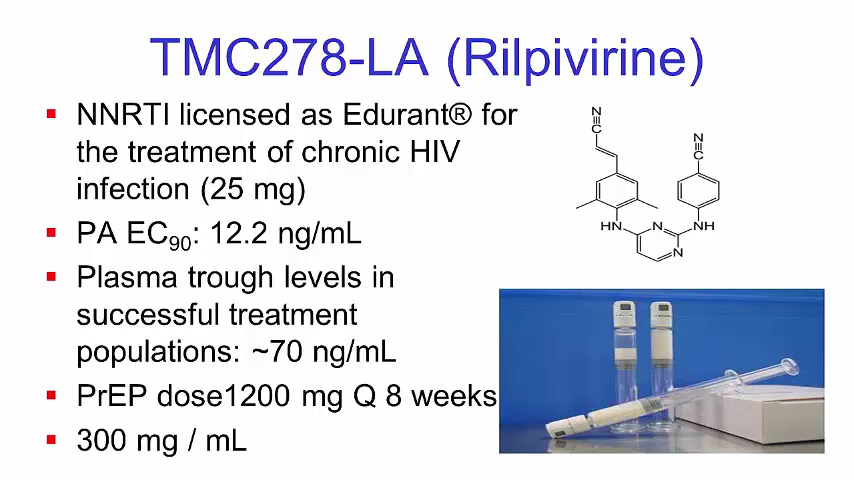 TMC278-LA (Rilpivirine)
NNRTI licensed as Edurant® for
the treatment of chronic HIV
infection (25 mg)
PA EC90: 12.2 ng/mL
Plasma trough levels in
successful treatment
populations: ~70 ng/mL
PrEP dose1200 mg Q 8 weeks
300 mg / mL
N
C
N
C
HN
N
NH
N